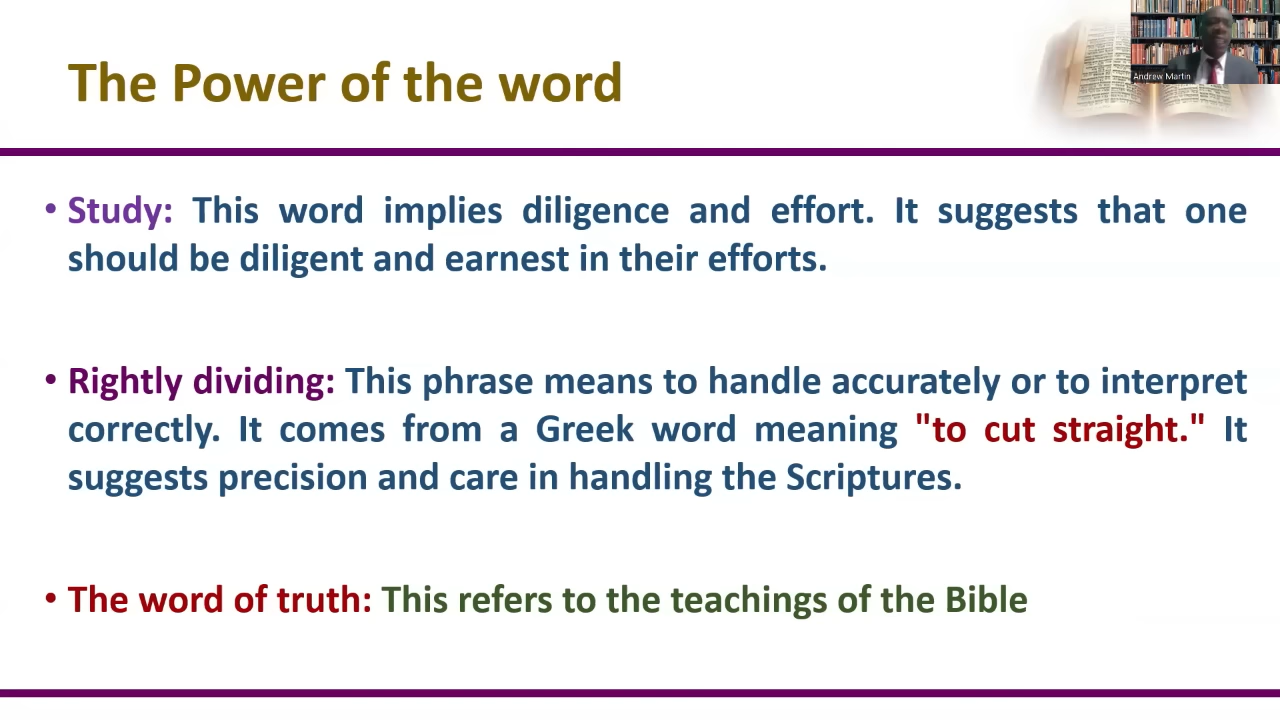 The Power of the word
Andrew Martin
• Study: This word implies diligence and effort. It suggests that one
should be diligent and earnest in their efforts.
• Rightly dividing: This phrase means to handle accurately or to interpret
correctly. It comes from a Greek word meaning "to cut straight." It
suggests precision and care in handling the Scriptures.
• The word of truth: This refers to the teachings of the Bible